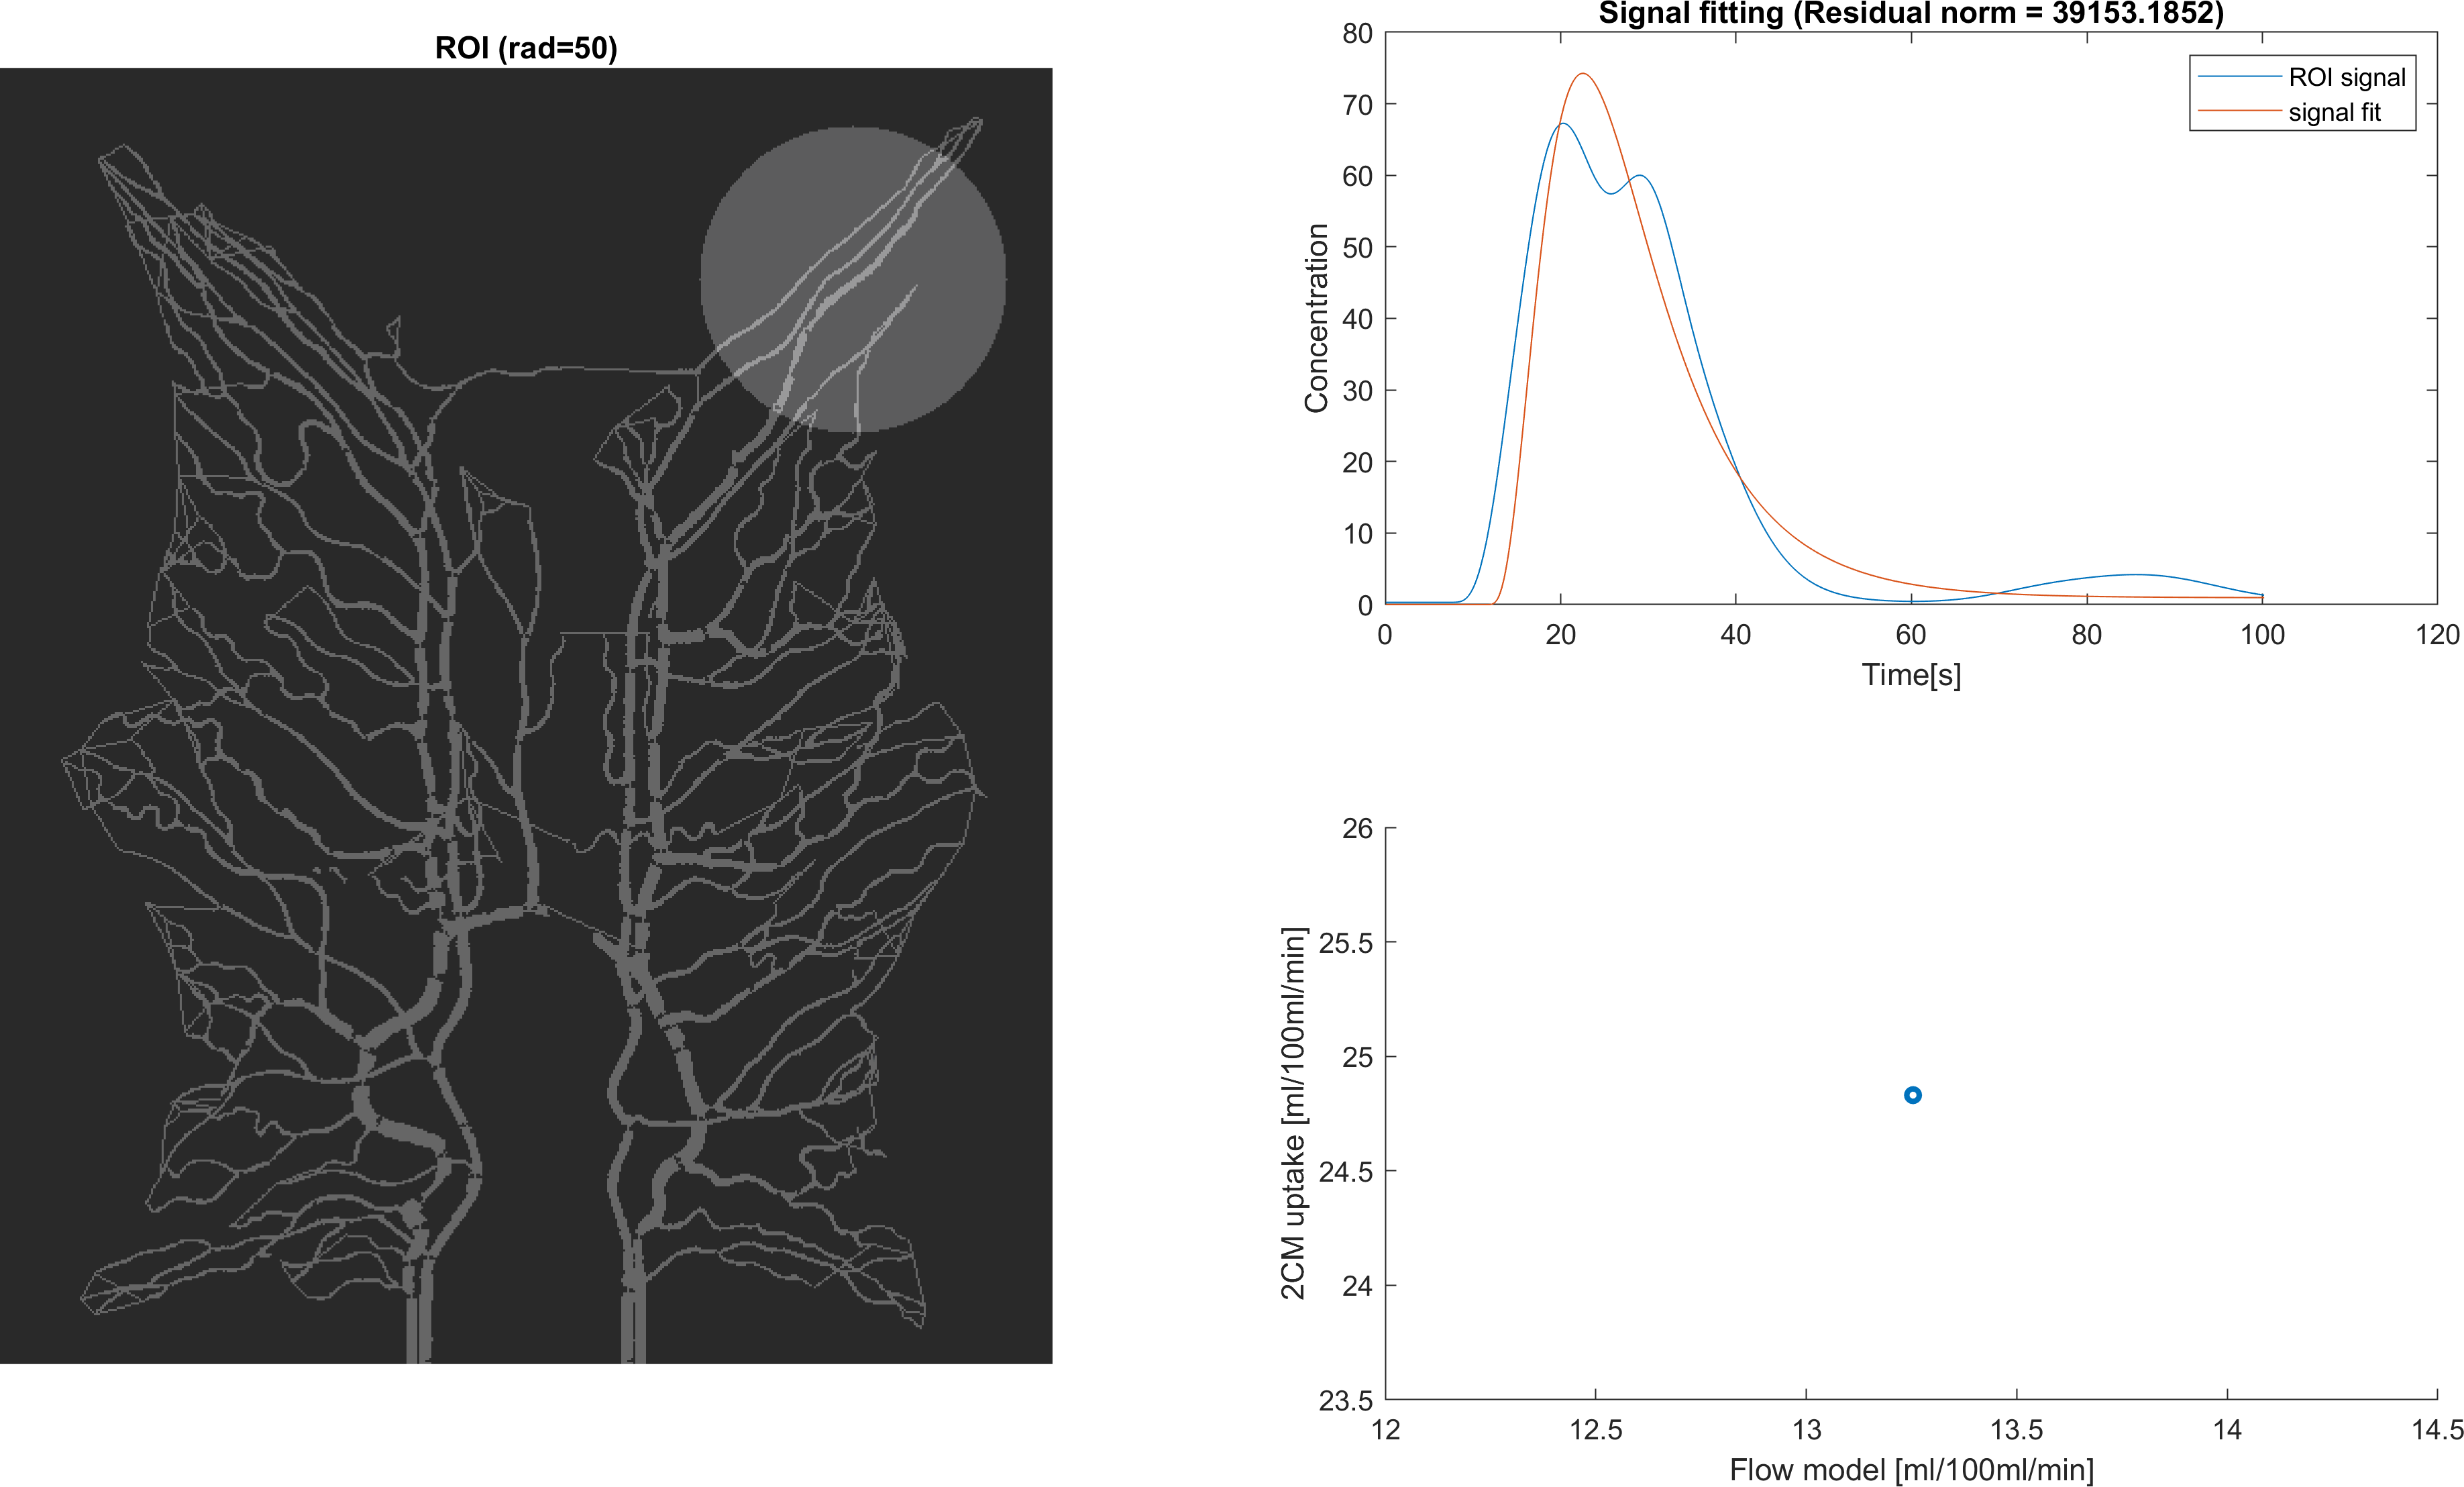 ROI (rad=50)
Signal fitting (Residual norm = 39153.1852)
80
70
60
50
40
30
20
10
0
Concentration
ROI signal
signal fit
0 20 40 60 80 100 120
Time[s]
26
25.5
25
24.5
24
23.5
2CM uptake [ml/100ml/min]
12 12.5 13 13.5 14 14.5
Flow model [ml/100ml/min]